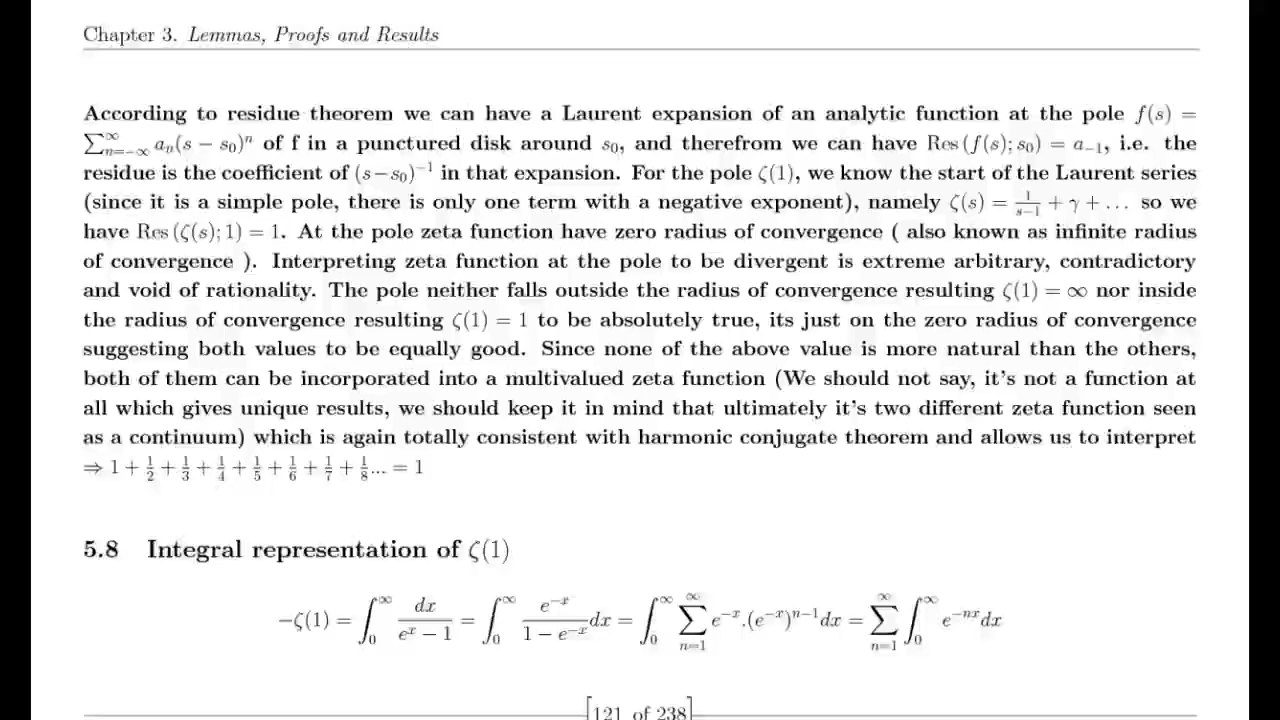 Chapter 3. Lemmas, Proofs and Results
According to residue theorem we can have a Laurent expansion of an analytic function at the pole f(s) =
∑_{n=−∞}^{∞} a_n(s − s_0)^n of f in a punctured disk around s_0, and therefrom we can have Res (f(s); s_0) = a_{−1}, i.e. the
residue is the coefficient of (s−s_0)^{−1} in that expansion. For the pole ζ(1), we know the start of the Laurent series
(since it is a simple pole, there is only one term with a negative exponent), namely ζ(s) = 1/(s−1) + γ + . . . so we
have Res (ζ(s); 1) = 1. At the pole zeta function have zero radius of convergence ( also known as infinite radius
of convergence ). Interpreting zeta function at the pole to be divergent is extreme arbitrary, contradictory
and void of rationality. The pole neither falls outside the radius of convergence resulting ζ(1) = ∞ nor inside
the radius of convergence resulting ζ(1) = 1 to be absolutely true, its just on the zero radius of convergence
suggesting both values to be equally good. Since none of the above value is more natural than the others,
both of them can be incorporated into a multivalued zeta function (We should not say, it's not a function at
all which gives unique results, we should keep it in mind that ultimately it's two different zeta function seen
as a continuum) which is again totally consistent with harmonic conjugate theorem and allows us to interpret
⇒ 1 + 1/2 + 1/3 + 1/4 + 1/5 + 1/6 + 1/7 + 1/8... = 1
5.8 Integral representation of ζ(1)
−ζ(1) = ∫_0^∞ dx/(e^x − 1) = ∫_0^∞ e^{−x}/(1 − e^{−x}) dx = ∫_0^∞ ∑_{n=1}^{∞} e^{−x}.(e^{−x})^{n−1} dx = ∑_{n=1}^{∞} ∫_0^∞ e^{−nx} dx
[121 of 238]